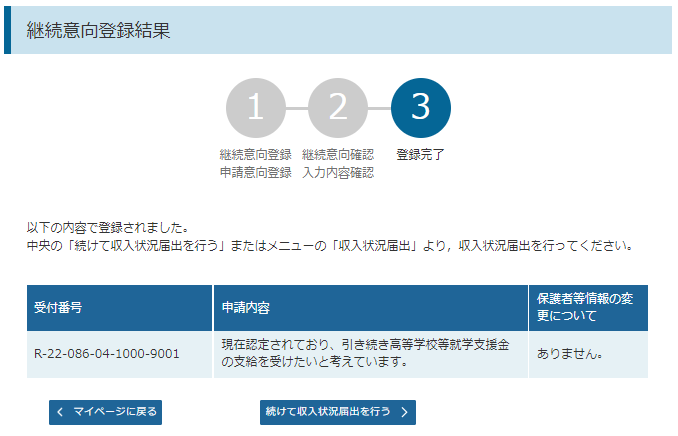 継続意向登録結果
1
2
3
継続意向登録
申請意向登録
継続意向確認
入力内容確認
登録完了
以下の内容で登録されました。
中央の「続けて収入状況届出を行う」またはメニューの「収入状況届出」より，収入状況届出を行ってください。
受付番号
申請内容
保護者等情報の変
更について
R-22-086-04-1000-9001
現在認定されており、引き続き高等学校等就学支援金
の支給を受けたいと考えています。
ありません。
マイページに戻る
続けて収入状況届出を行う